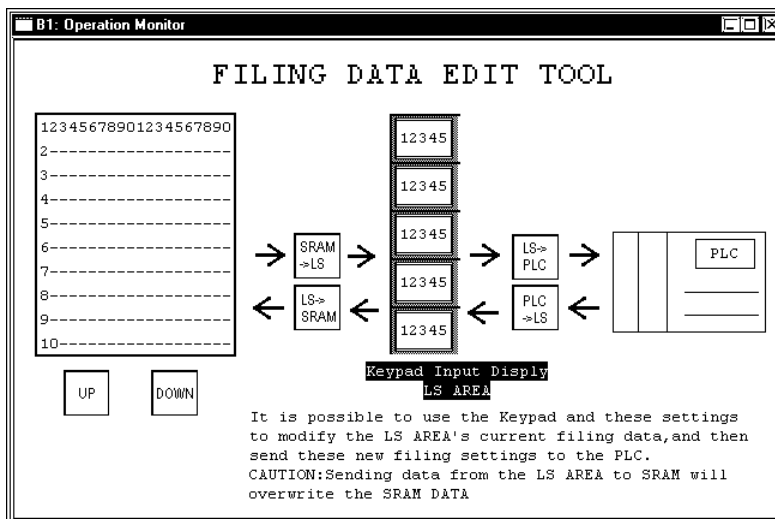 B1: Operation Monitor
FILING DATA EDIT TOOL
12345678901234567890
2------------------
3------------------
4------------------
5------------------
6------------------
7------------------
8------------------
9------------------
10-----------------
UP
DOWN
SRAM
->LS
LS->
SRAM
12345
12345
12345
12345
12345
LS->
PLC
PLC
->LS
PLC
Keypad Input Disply
LS AREA
It is possible to use the Keypad and these settings
to modify the LS AREA's current filing data,and then
send these new filing settings to the PLC.
CAUTION:Sending data from the LS AREA to SRAM will
overwrite the SRAM DATA